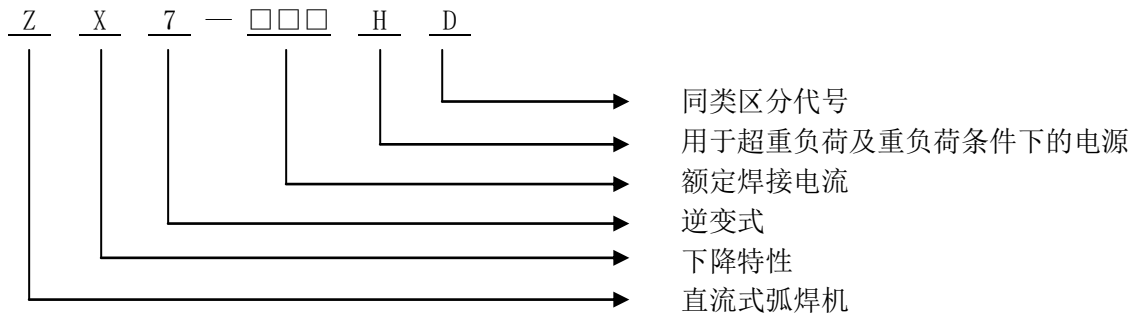 Z X 7 — □□□ H D
同类区分代号
用于超重负荷及重负荷条件下的电源
额定焊接电流
逆变式
下降特性
直流式弧焊机